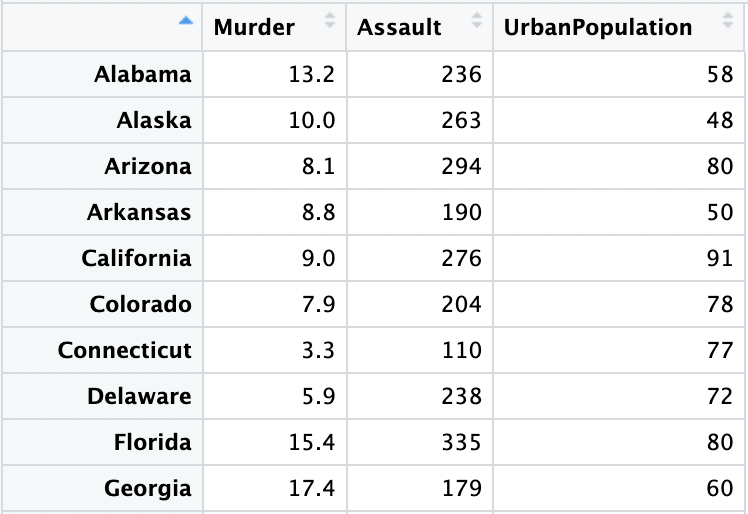 Murder Assault UrbanPopulation
Alabama 13.2 236 58
Alaska 10.0 263 48
Arizona 8.1 294 80
Arkansas 8.8 190 50
California 9.0 276 91
Colorado 7.9 204 78
Connecticut 3.3 110 77
Delaware 5.9 238 72
Florida 15.4 335 80
Georgia 17.4 179 60